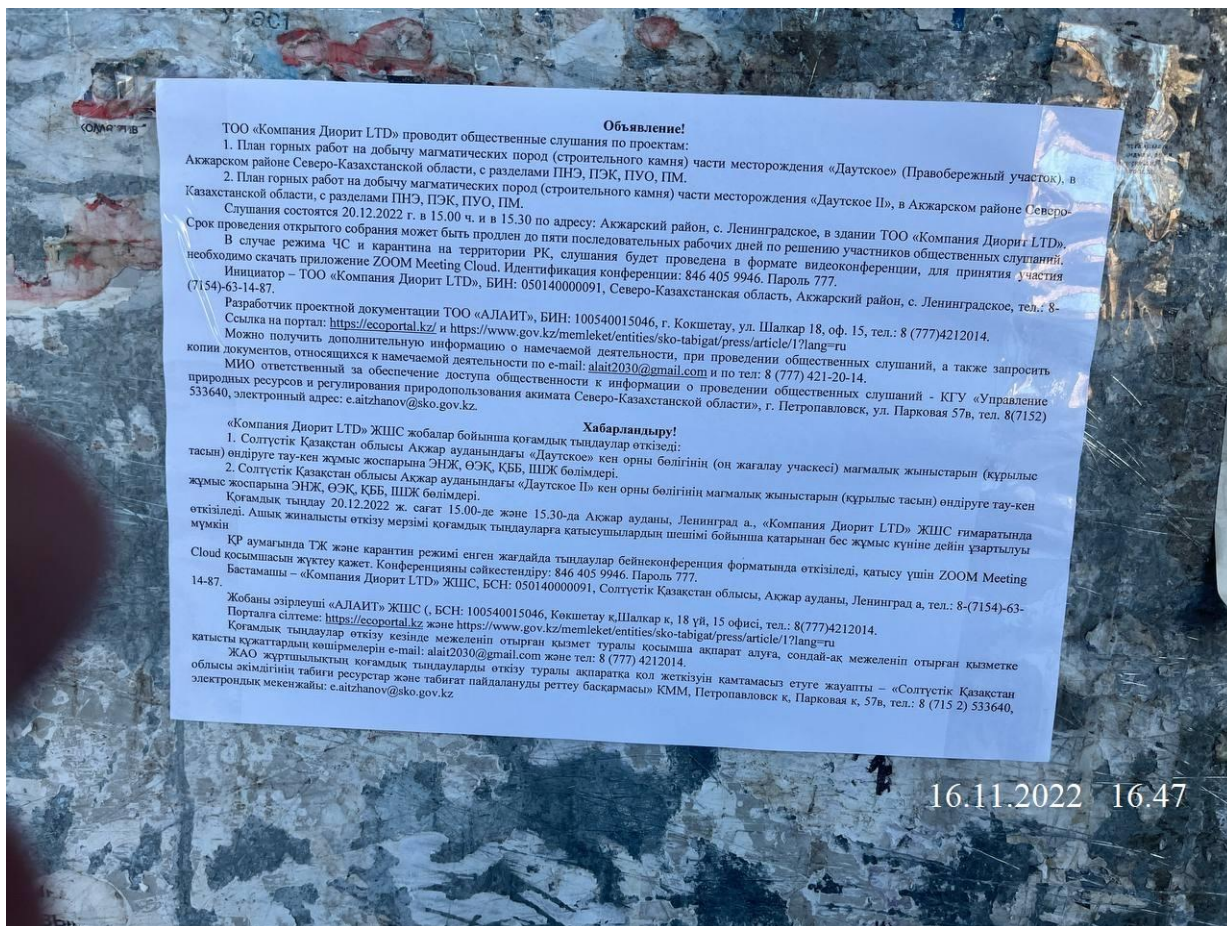 Объявление!
ТОО «Компания Диорит LTD» проводит общественные слушания по проектам:
1. План горных работ на добычу магматических пород (строительного камня) части месторождения «Даутское» (Правобережный участок), в
Акжарском районе Северо-Казахстанской области, с разделами ПНЭ, ПЭК, ПУО, ПМ.
2. План горных работ на добычу магматических пород (строительного камня) части месторождения «Даутское II», в Акжарском районе Северо-
Казахстанской области, с разделами ПНЭ, ПЭК, ПУО, ПМ.
Слушания состоятся 20.12.2022 г. в 15.00 ч. и в 15.30 по адресу: Акжарский район, с. Ленинградское, в здании ТОО «Компания Диорит LTD».
Срок проведения открытого собрания может быть продлен до пяти последовательных рабочих дней по решению участников общественных слушаний.
В случае режима ЧС и карантина на территории РК, слушания будет проведена в формате видеоконференции, для принятия участия
необходимо скачать приложение ZOOM Meeting Cloud. Идентификация конференции: 846 405 9946. Пароль 777.
Инициатор – ТОО «Компания Диорит LTD», БИН: 050140000091, Северо-Казахстанская область, Акжарский район, с. Ленинградское, тел.: 8-
(7154)-63-14-87.
Разработчик проектной документации ТОО «АЛАИТ», БИН: 100540015046, г. Кокшетау, ул. Шалкар 18, оф. 15, тел.: 8 (777)4212014.
Ссылка на портал: https://ecoportal.kz/ и https://www.gov.kz/memleket/entities/sko-tabigat/press/article/1?lang=ru
Можно получить дополнительную информацию о намечаемой деятельности, при проведении общественных слушаний, а также запросить
копии документов, относящихся к намечаемой деятельности по e-mail: alait2030@gmail.com и по тел: 8 (777) 421-20-14.
МИО ответственный за обеспечение доступа общественности к информации о проведении общественных слушаний - КГУ «Управление
природных ресурсов и регулирования природопользования акимата Северо-Казахстанской области», г. Петропавловск, ул. Парковая 57в, тел. 8(7152)
533640, электронный адрес: e.aitzhanov@sko.gov.kz.
Хабарландыру!
«Компания Диорит LTD» ЖШС жобалар бойынша қоғамдық тыңдаулар өткізеді:
1. Солтүстік Қазақстан облысы Ақжар ауданындағы «Даутское» кен орны бөлігінің (оң жағалау учаскесі) магмалық жыныстарын (құрылыс
тасын) өндіруге тау-кен жұмыс жоспарына ЭНЖ, ӨЭҚ, ҚББ, ІШЖ бөлімдері.
2. Солтүстік Қазақстан облысы Ақжар ауданындағы «Даутское II» кен орны бөлігінің магмалық жыныстарын (құрылыс тасын) өндіруге тау-кен
жұмыс жоспарына ЭНЖ, ӨЭҚ, ҚББ, ІШЖ бөлімдері.
Қоғамдық тыңдау 20.12.2022 ж. сағат 15.00-де және 15.30-да Ақжар ауданы, Ленинград а., «Компания Диорит LTD» ЖШС ғимаратында
өткізіледі. Ашық жиналысты өткізу мерзімі қоғамдық тыңдауларға қатысушылардың шешімі бойынша қатарынан бес жұмыс күніне дейін ұзартылуы
мүмкін
ҚР аумағында ТЖ және карантин режимі енген жағдайда тыңдаулар бейнеконференция форматында өткізіледі, қатысу үшін ZOOM Meeting
Cloud қосымшасын жүктеу қажет. Конференцияны сәйкестендіру: 846 405 9946. Пароль 777.
Бастамашы – «Компания Диорит LTD» ЖШС, БСН: 050140000091, Солтүстік Қазақстан облысы, Ақжар ауданы, Ленинград а, тел.: 8-(7154)-63-
14-87.
Жобаны әзірлеуші «АЛАИТ» ЖШС (, БСН: 100540015046, Көкшетау қ,Шалкар к, 18 үй, 15 офисі, тел.: 8(777)4212014.
Порталға сілтеме: https://ecoportal.kz және https://www.gov.kz/memleket/entities/sko-tabigat/press/article/1?lang=ru
Қоғамдық тыңдаулар өткізу кезінде межеленіп отырған қызмет туралы қосымша ақпарат алуға, сондай-ақ межеленіп отырған қызметке
қатысты құжаттардың көшірмелерін e-mail: alait2030@gmail.com және тел: 8 (777) 4212014.
ЖАО жұртшылықтың қоғамдық тыңдауларды өткізу туралы ақпаратқа қол жеткізуін қамтамасыз етуге жауапты – «Солтүстік Қазақстан
облысы әкімдігінің табиғи ресурстар және табиғат пайдалануды реттеу басқармасы» КММ, Петропавловск қ, Парковая к, 57в, тел.: 8 (715 2) 533640,
электрондық мекенжайы: e.aitzhanov@sko.gov.kz
16.11.2022 16.47